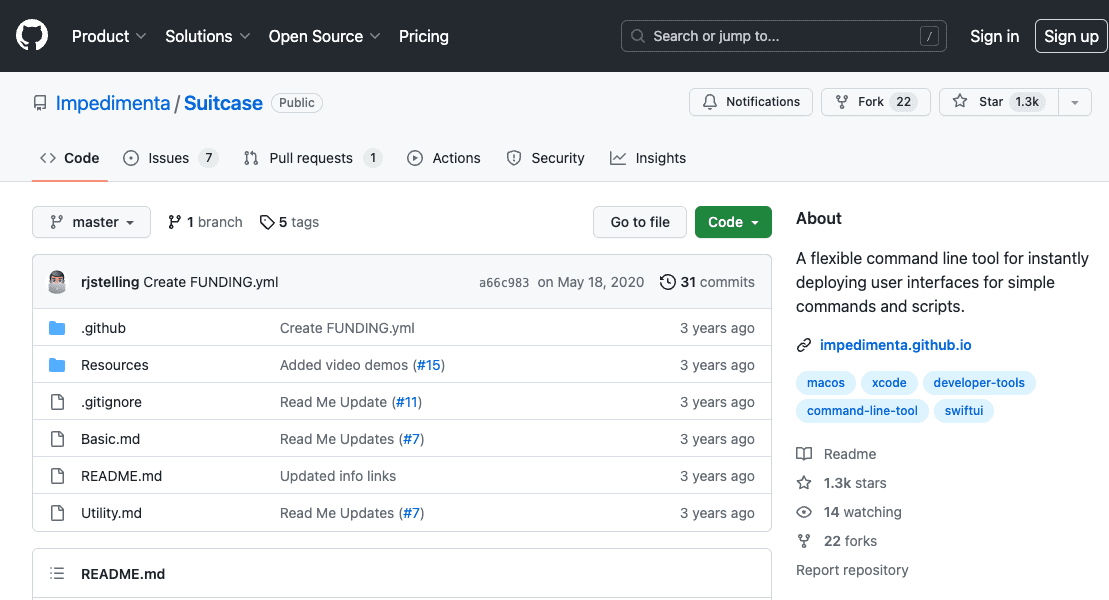 Product Solutions Open Source Pricing Search or jump to... / Sign in Sign up
Impedimenta / Suitcase Public Notifications Fork 22 Star 1.3k
Code Issues 7 Pull requests 1 Actions Security Insights
master 1 branch 5 tags Go to file Code
rjstelling Create FUNDING.yml a66c983 on May 18, 2020 31 commits
.github Create FUNDING.yml 3 years ago
Resources Added video demos (#15) 3 years ago
.gitignore Read Me Update (#11) 3 years ago
Basic.md Read Me Updates (#7) 3 years ago
README.md Updated info links 3 years ago
Utility.md Read Me Updates (#7) 3 years ago
README.md
About
A flexible command line tool for instantly
deploying user interfaces for simple
commands and scripts.
impedimenta.github.io
macos xcode developer-tools
command-line-tool swiftui
Readme
1.3k stars
14 watching
22 forks
Report repository